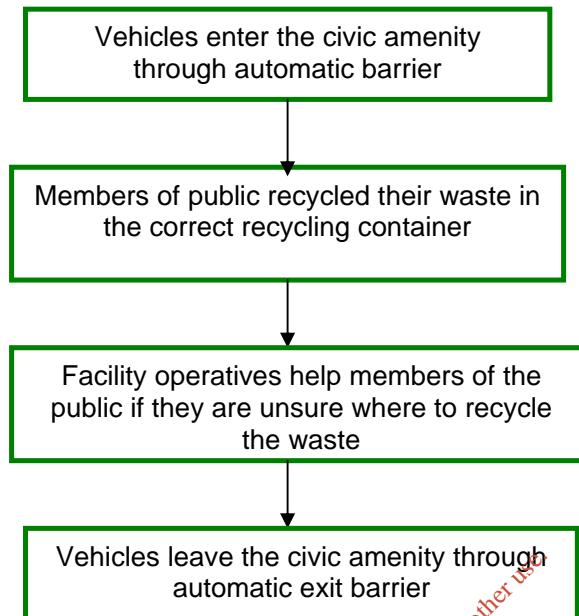 Vehicles enter the civic amenity
through automatic barrier
Members of public recycled their waste in
the correct recycling container
Facility operatives help members of the
public if they are unsure where to recycle
the waste
Vehicles leave the civic amenity through
automatic exit barrier
other use.